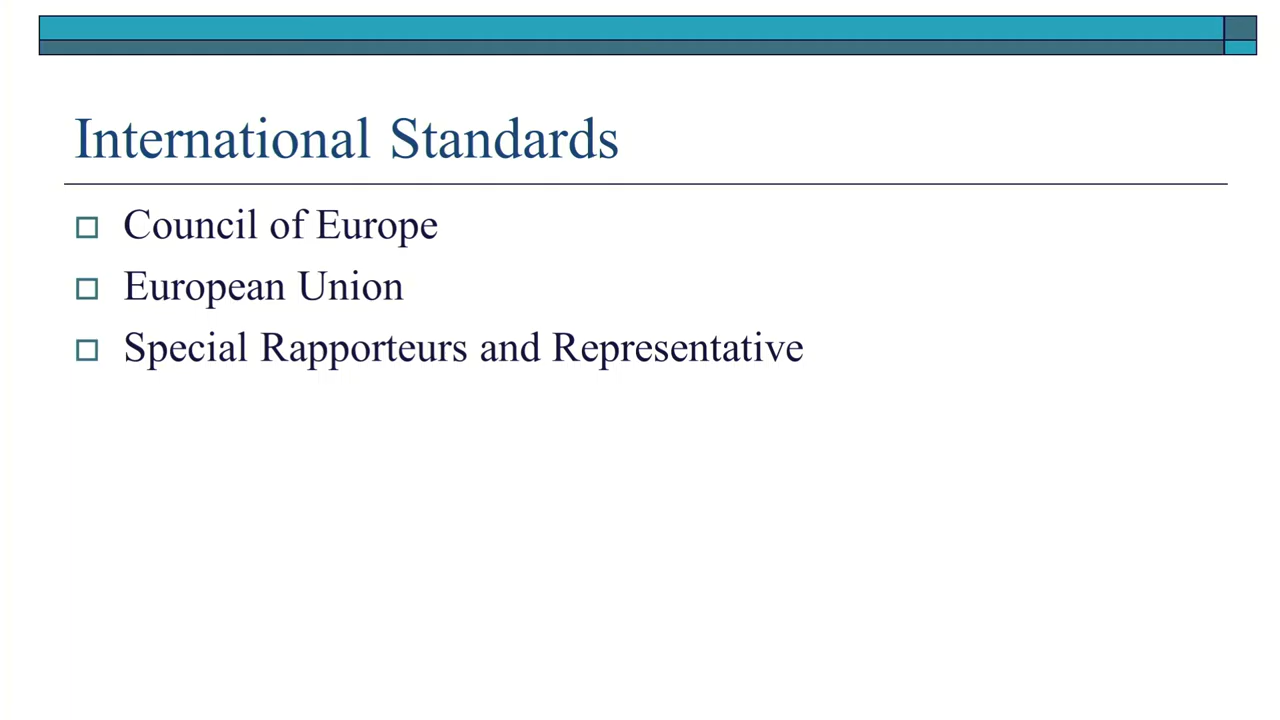 International Standards
Council of Europe
European Union
Special Rapporteurs and Representative